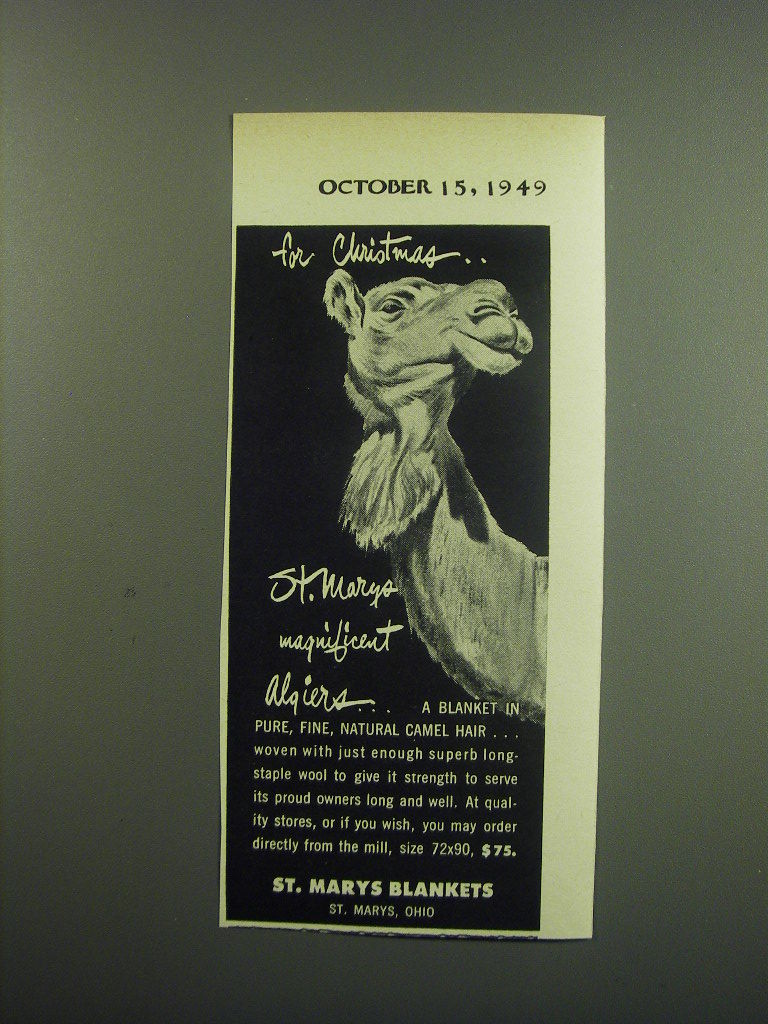 OCTOBER 15, 1949
for Christmas..
St. Marys
magnificent
Algiers...
A BLANKET IN
PURE, FINE, NATURAL CAMEL HAIR ...
woven with just enough superb long-
staple wool to give it strength to serve
its proud owners long and well. At qual-
ity stores, or if you wish, you may order
directly from the mill, size 72x90, $75.
ST. MARYS BLANKETS
ST. MARYS, OHIO